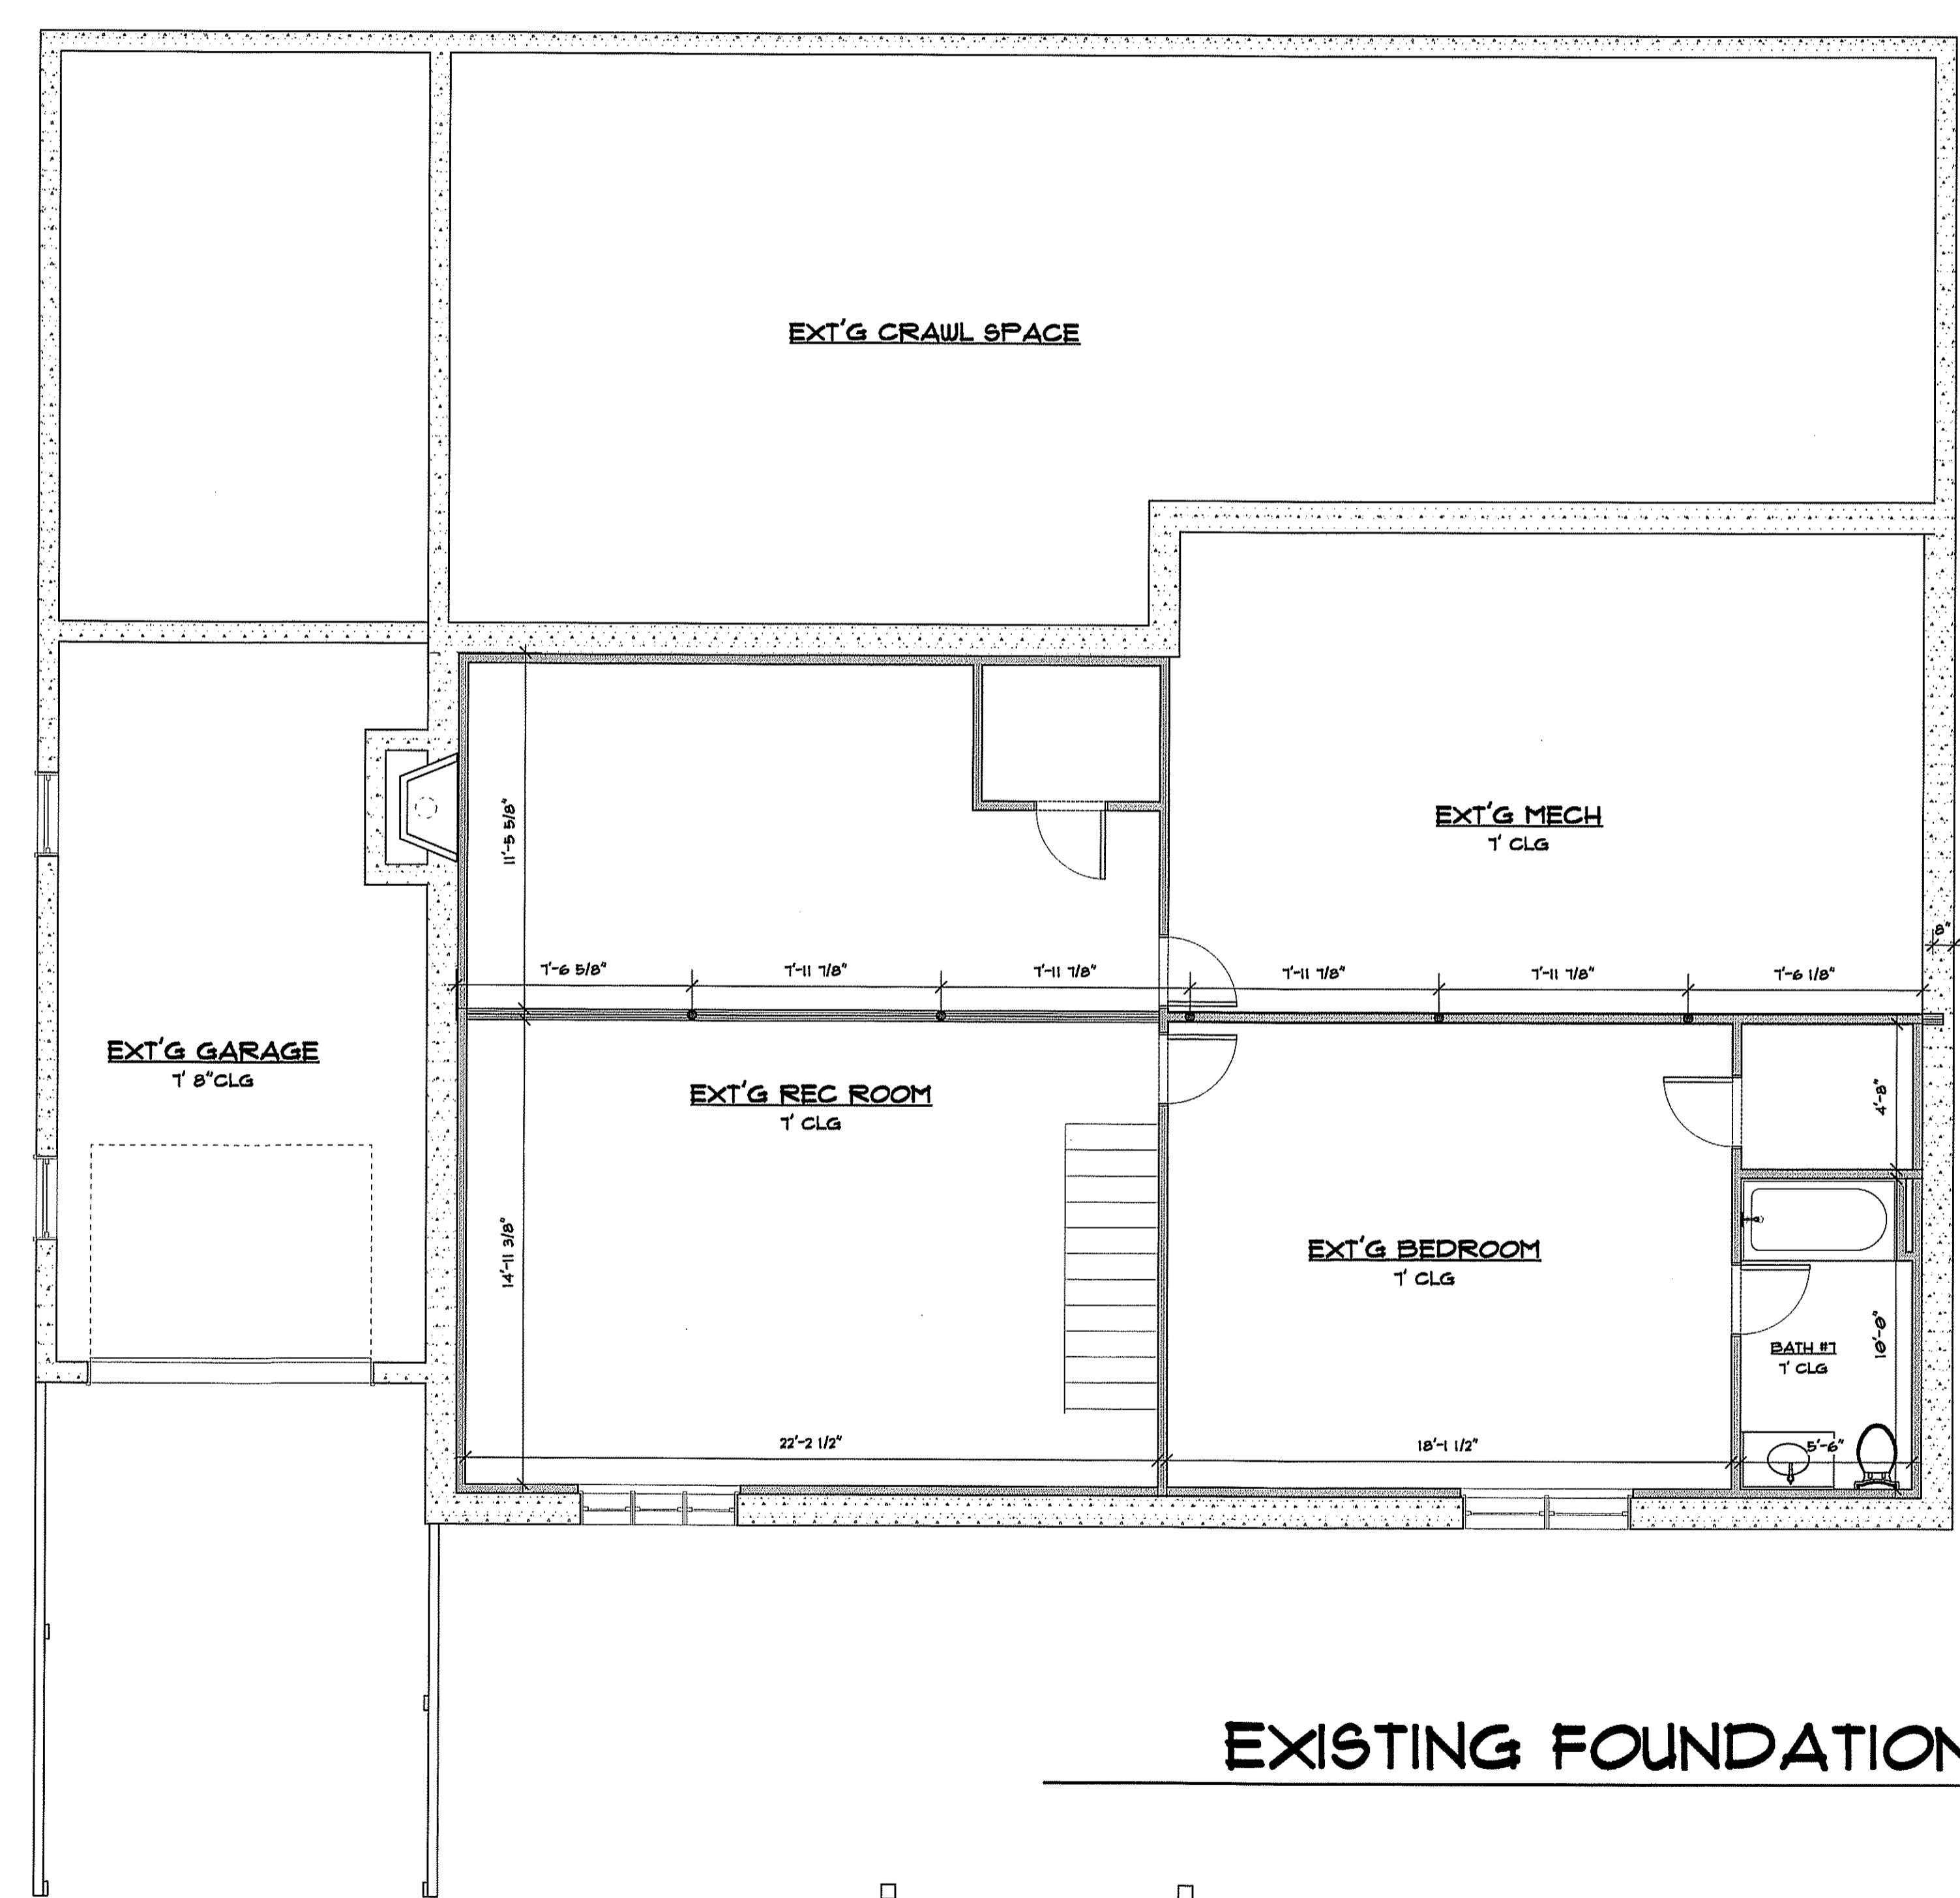 EXT'G CRAWL SPACE
EXT'G MECH
7' CLG
11'-5 5/8"
8"
7'-6 5/8"
7'-11 7/8"
7'-11 7/8"
7'-11 7/8"
7'-11 7/8"
7'-6 1/8"
EXT'G GARAGE
7' 8"CLG
EXT'G REC ROOM
7' CLG
4'-8"
14'-11 3/8"
EXT'G BEDROOM
7' CLG
BATH #7
7' CLG
10'-0"
22'-2 1/2"
18'-1 1/2"
5'-6"
EXISTING FOUNDATION